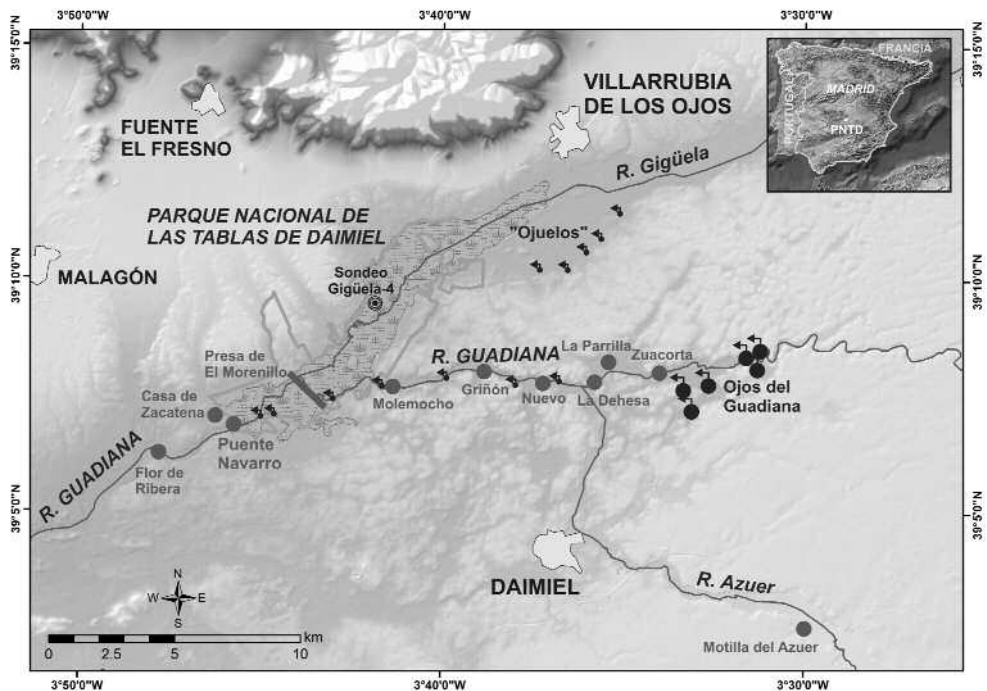 3°50'0"W
3°40'0"W
3°30'0"W
39°15'0"N
39°15'0"N
FRANCIA
PORTUGAL
MADRID
PNTD
VILLARRUBIA
DE LOS OJOS
FUENTE
EL FRESNO
R. Gigüela
PARQUE NACIONAL DE
LAS TABLAS DE DAIMIEL
"Ojuelos"
39°10'0"N
39°10'0"N
MALAGÓN
Sondeo
Gigüela-4
La Parrilla
R. GUADIANA
Zuacorta
Presa de
El Morenillo
Casa de
Zacatena
Molemocho
Griñón
Nuevo
La Dehesa
Ojos del
Guadiana
Puente
Navarro
R. GUADIANA
Flor de
Ribera
39°5'0"N
39°5'0"N
DAIMIEL
R. Azuer
Motilla del Azuer
N
W
E
S
km
0
2.5
5
10
3°50'0"W
3°40'0"W
3°30'0"W